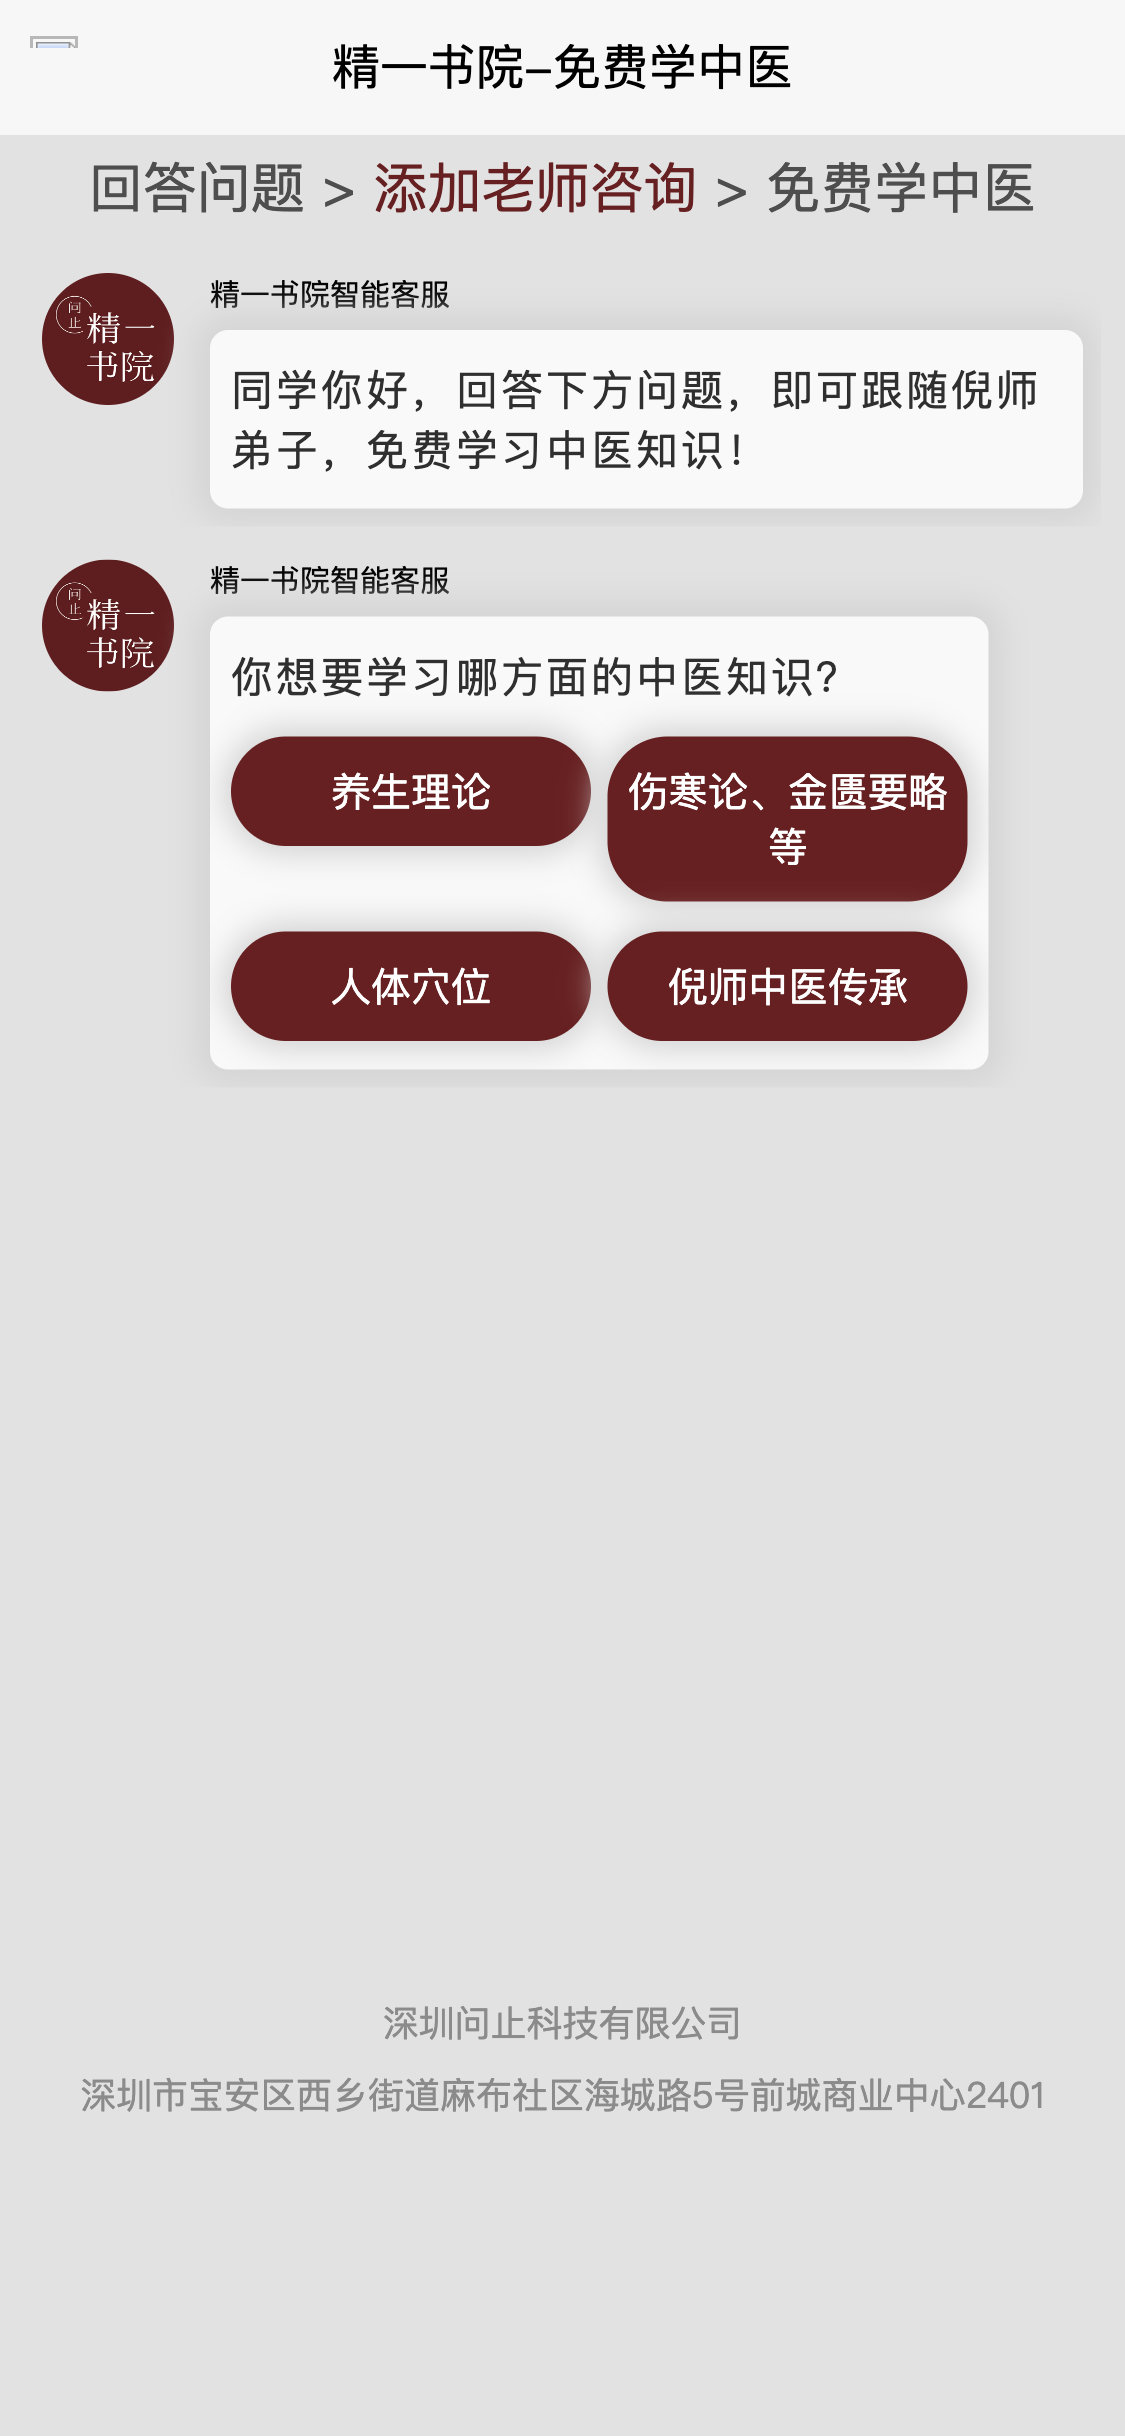 精一书院–免费学中医
回答问题 > 添加老师咨询 > 免费学中医
问止
精一
书院
精一书院智能客服
同学你好，回答下方问题，即可跟随倪师
弟子，免费学习中医知识！
问止
精一
书院
精一书院智能客服
你想要学习哪方面的中医知识？
养生理论
伤寒论、金匮要略
等
人体穴位
倪师中医传承
深圳问止科技有限公司
深圳市宝安区西乡街道麻布社区海城路5号前城商业中心2401